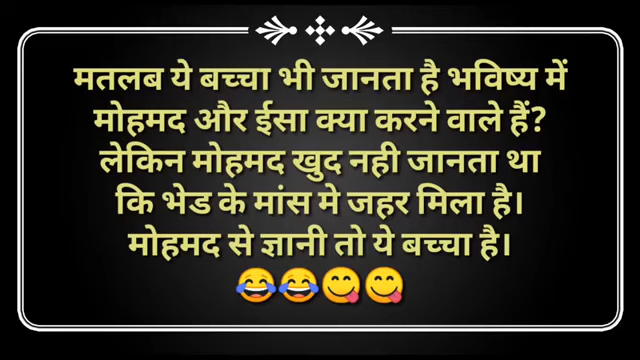 मतलब ये बच्चा भी जानता है भविष्य में
मोहमद और ईसा क्या करने वाले हैं?
लेकिन मोहमद खुद नही जानता था
कि भेड के मांस मे जहर मिला है।
मोहमद से ज्ञानी तो ये बच्चा है।
😂😂😋😋